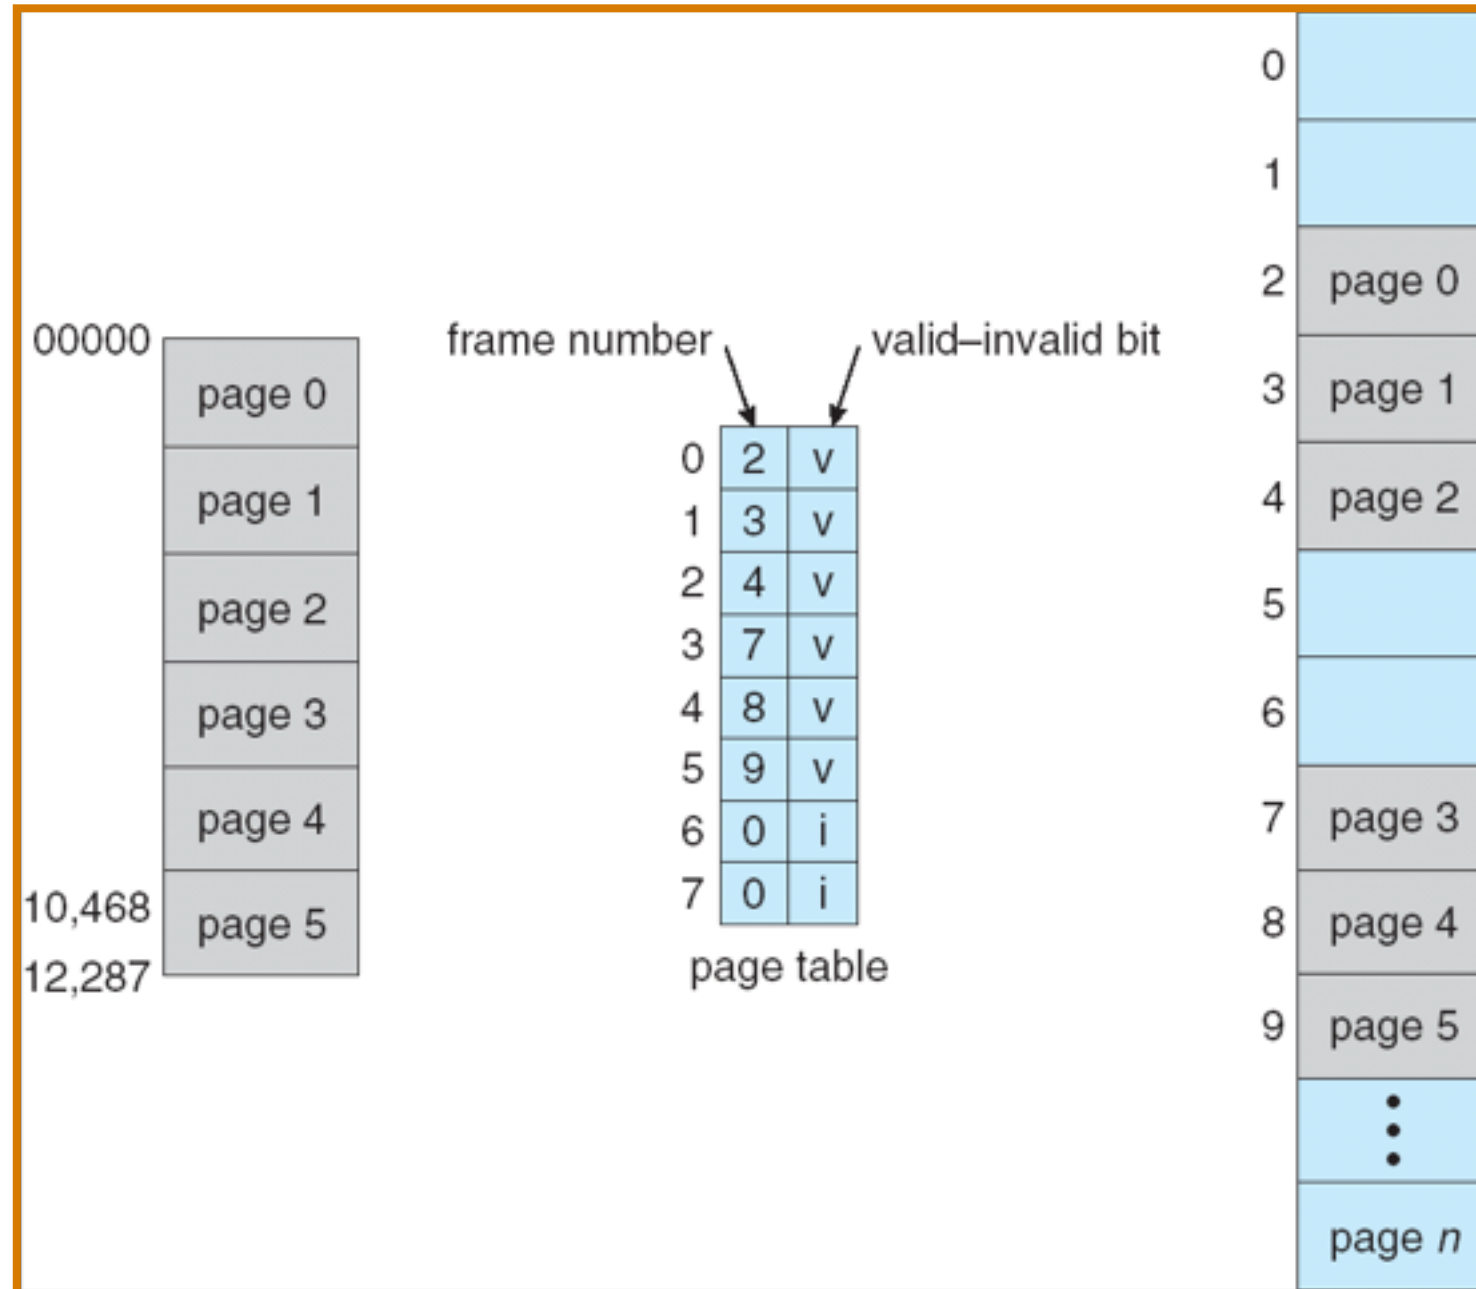 00000
page 0
page 1
page 2
page 3
page 4
10,468
page 5
12,287
frame number
valid–invalid bit
0 2 v
1 3 v
2 4 v
3 7 v
4 8 v
5 9 v
6 0 i
7 0 i
page table
0
1
2 page 0
3 page 1
4 page 2
5
6
7 page 3
8 page 4
9 page 5
page n